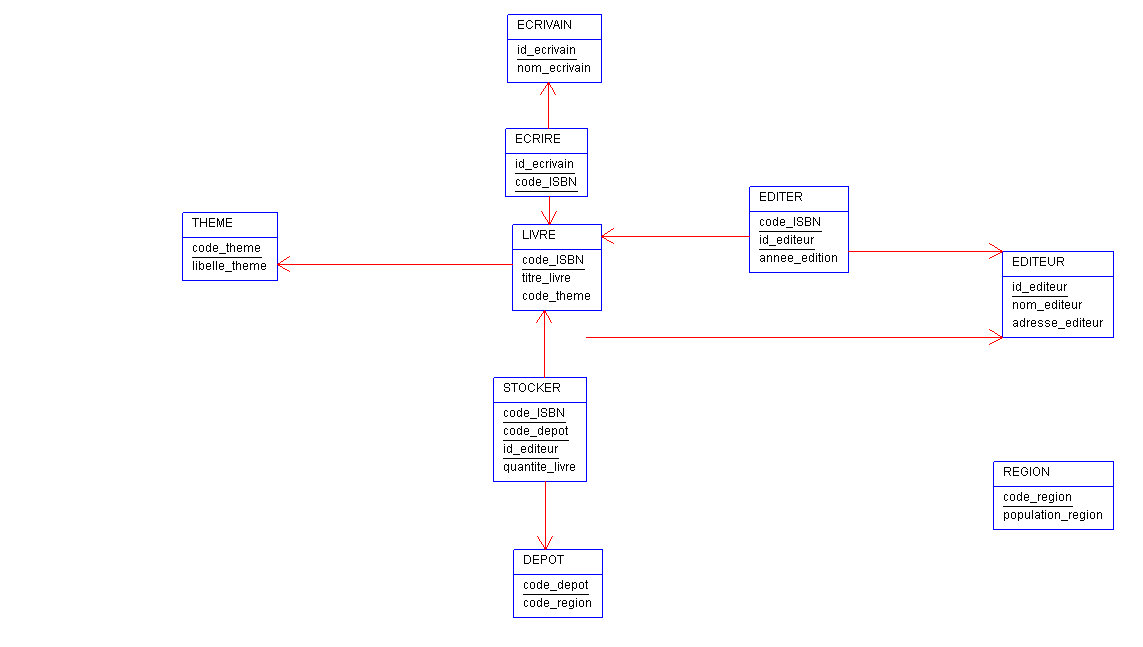 ECRIVAIN
id_ecrivain
nom_ecrivain
ECRIRE
id_ecrivain
code_ISBN
THEME
code_theme
libelle_theme
LIVRE
code_ISBN
titre_livre
code_theme
EDITER
code_ISBN
id_editeur
annee_edition
EDITEUR
id_editeur
nom_editeur
adresse_editeur
STOCKER
code_ISBN
code_depot
id_editeur
quantite_livre
REGION
code_region
population_region
DEPOT
code_depot
code_region